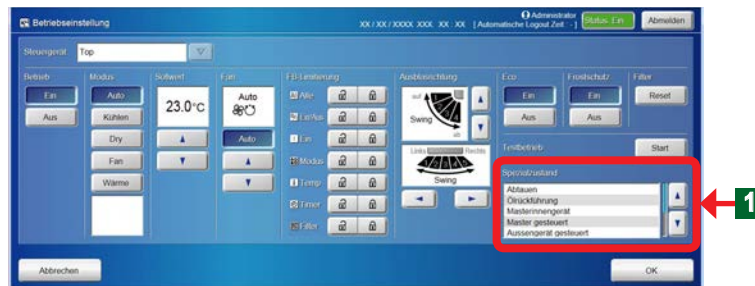 Betriebseinstellung
XX / XX / XXXX XXX XX : XX [Automatische Logout Zeit : - ]
Administrator
Status: Ein
Abmelden
Steuergerät Top
Betrieb
Ein
Aus
Modus
Auto
Kühlen
Dry
Fan
Wärme
Sollwert
23.0°C
Fan
Auto
Auto
FB-Limitierung
Alle
Ein/Aus
Ein
Modus
Temp
Timer
Filter
Ausblasrichtung
auf
Swing
ab
Links Rechts
Swing
Eco
Ein
Aus
Frostschutz
Ein
Aus
Filter
Reset
Testbetrieb Start
Spezialzustand
Abtauen
Ölrückführung
Masterinnengerät
Master gesteuert
Aussengerät gesteuert
1
Abbrechen
OK